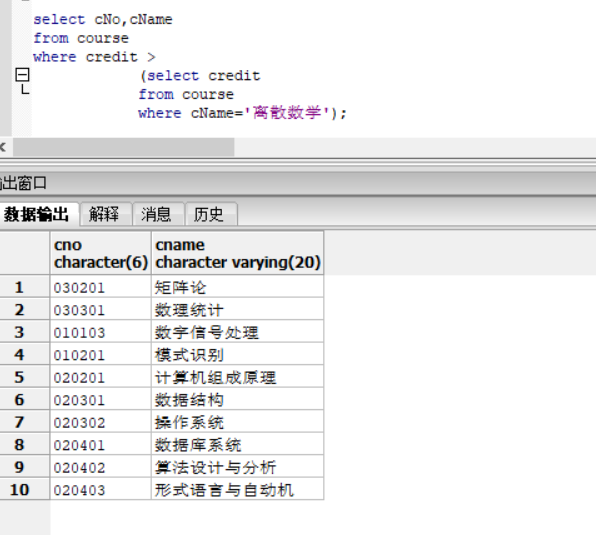 select cNo,cName
from course
where credit >
(select credit
from course
where cName='离散数学');
出窗口
数据输出 解释 消息 历史
cno cname
character(6) character varying(20)
1 030201 矩阵论
2 030301 数理统计
3 010103 数字信号处理
4 010201 模式识别
5 020201 计算机组成原理
6 020301 数据结构
7 020302 操作系统
8 020401 数据库系统
9 020402 算法设计与分析
10 020403 形式语言与自动机